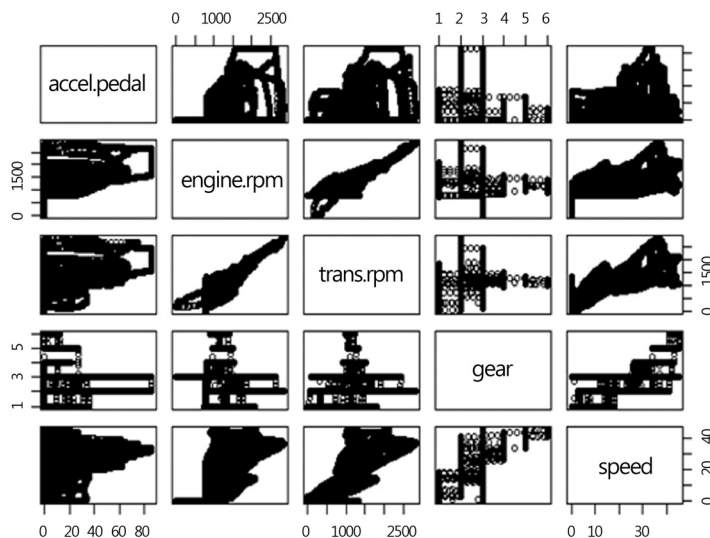 0 1000 2500 1 2 3 4 5 6
accel.pedal
0 1500 engine.rpm
trans.rpm 0 1500
1 3 5 gear
speed 0 20 40
0 20 40 60 80 0 1000 2500 0 10 30